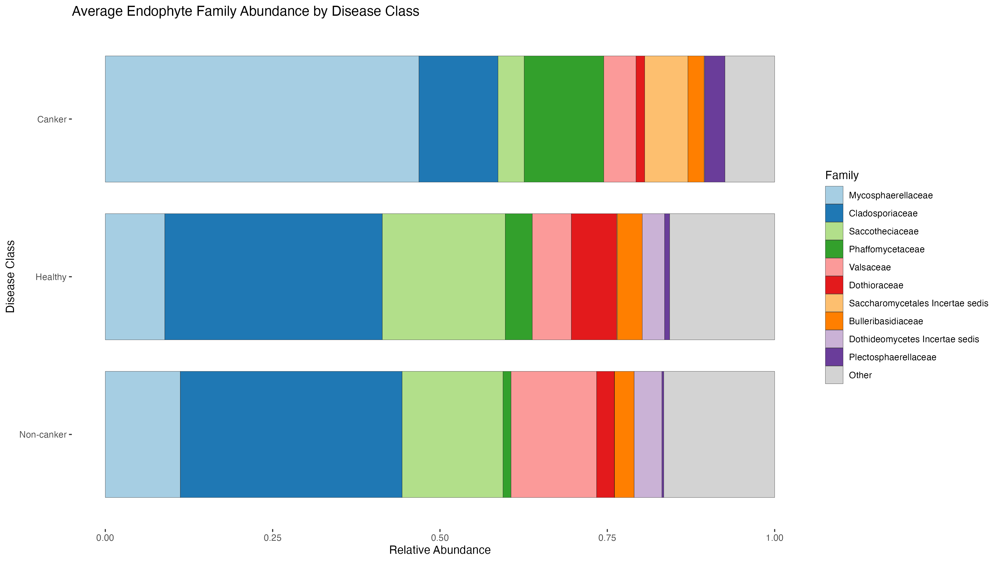 Average Endophyte Family Abundance by Disease Class
Disease Class
Canker
Healthy
Non-canker
0.00
0.25
0.50
0.75
1.00
Relative Abundance
Family
Mycosphaerellaceae
Cladosporiaceae
Saccotheciaceae
Phaffomycetaceae
Valsaceae
Dothioraceae
Saccharomycetales Incertae sedis
Bulleribasidiaceae
Dothideomycetes Incertae sedis
Plectosphaerellaceae
Other